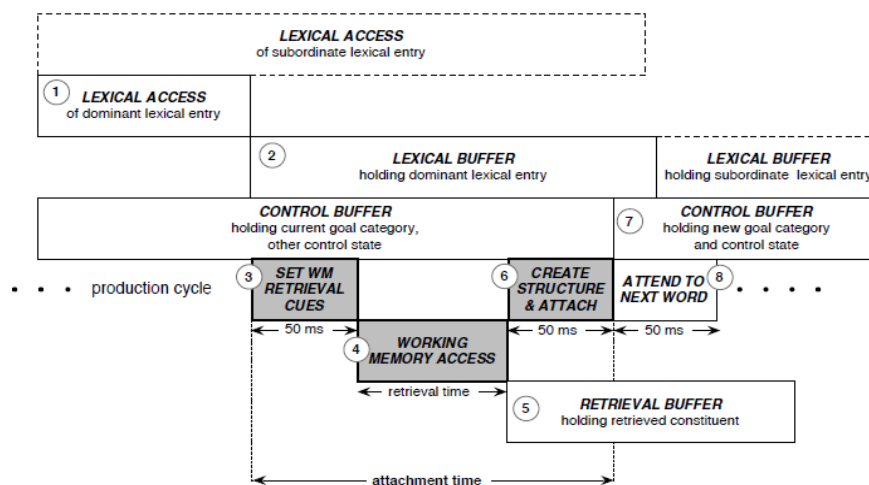 LEXICAL ACCESS
of subordinate lexical entry
1
LEXICAL ACCESS
of dominant lexical entry
2
LEXICAL BUFFER
holding dominant lexical entry
LEXICAL BUFFER
holding subordinate lexical entry
CONTROL BUFFER
holding current goal category,
other control state
7
CONTROL BUFFER
holding new goal category
and control state
• • • production cycle
3
SET WM
RETRIEVAL
CUES
6
CREATE
STRUCTURE
& ATTACH
ATTEND TO
NEXT WORD
8
• • • •
50 ms
50 ms
50 ms
4
WORKING
MEMORY ACCESS
retrieval time
5
RETRIEVAL BUFFER
holding retrieved constituent
attachment time